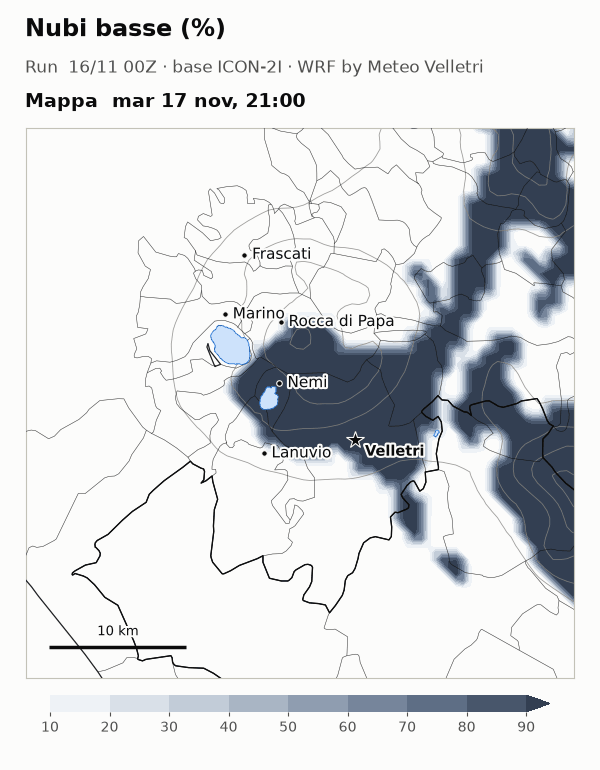 Nubi basse (%)
Run  16/11 00Z · base ICON-2I · WRF by Meteo Velletri
Mappa  mar 17 nov, 21:00
Frascati
Marino
Rocca di Papa
Nemi
Velletri
Lanuvio
10 km
10 20 30 40 50 60 70 80 90